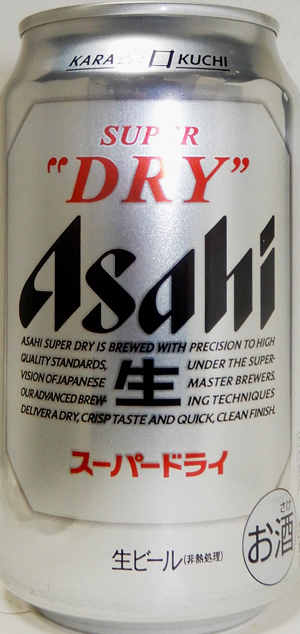 KARA 口 KUCHI
SUPER
“DRY”
Asahi
ASAHI SUPER DRY IS BREWED WITH PRECISION TO HIGH
QUALITY STANDARDS, UNDER THE SUPER-
VISION OF JAPANESE 生 MASTER BREWERS.
OUR ADVANCED BREW- ING TECHNIQUES
DELIVER A DRY, CRISP TASTE AND QUICK, CLEAN FINISH.
スーパードライ
生ビール(非熱処理)
さけ
お酒